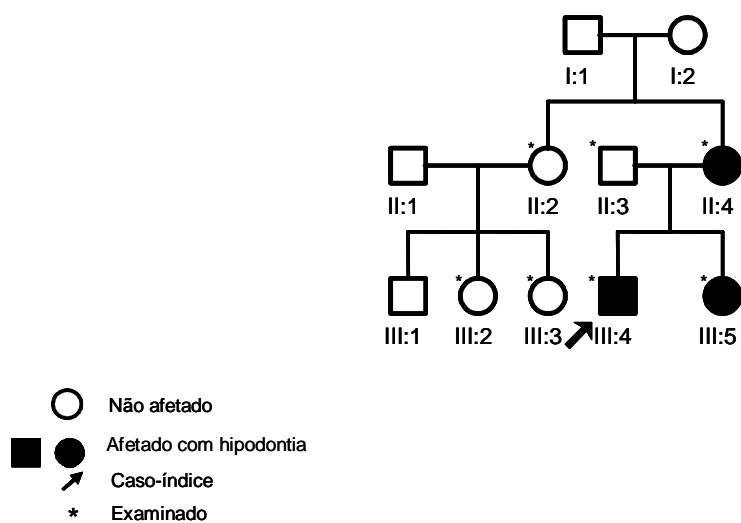 I:1 I:2
* * *
II:1 II:2 II:3 II:4
* * * *
III:1 III:2 III:3 III:4 III:5
Não afetado
Afetado com hipodontia
Caso-índice
* Examinado